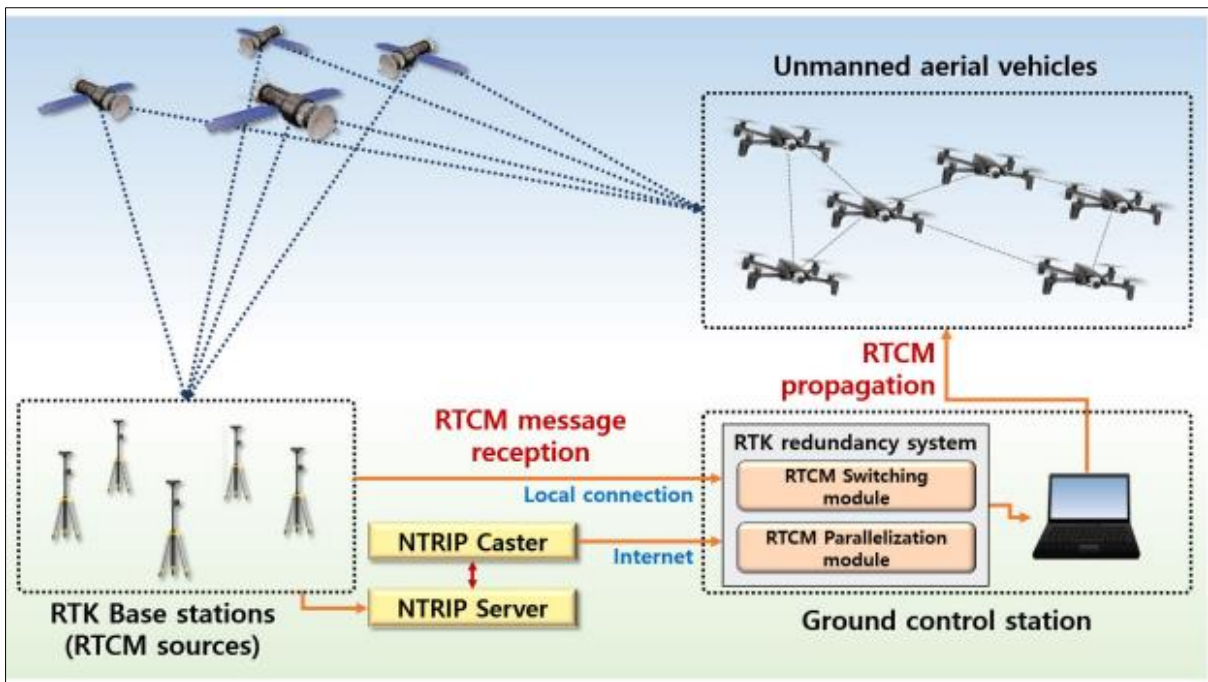 Unmanned aerial vehicles
RTCM
propagation
RTCM message
reception
Local connection
RTK redundancy system
RTCM Switching
module
RTCM Parallelization
module
NTRIP Caster
Internet
NTRIP Server
RTK Base stations
(RTCM sources)
Ground control station